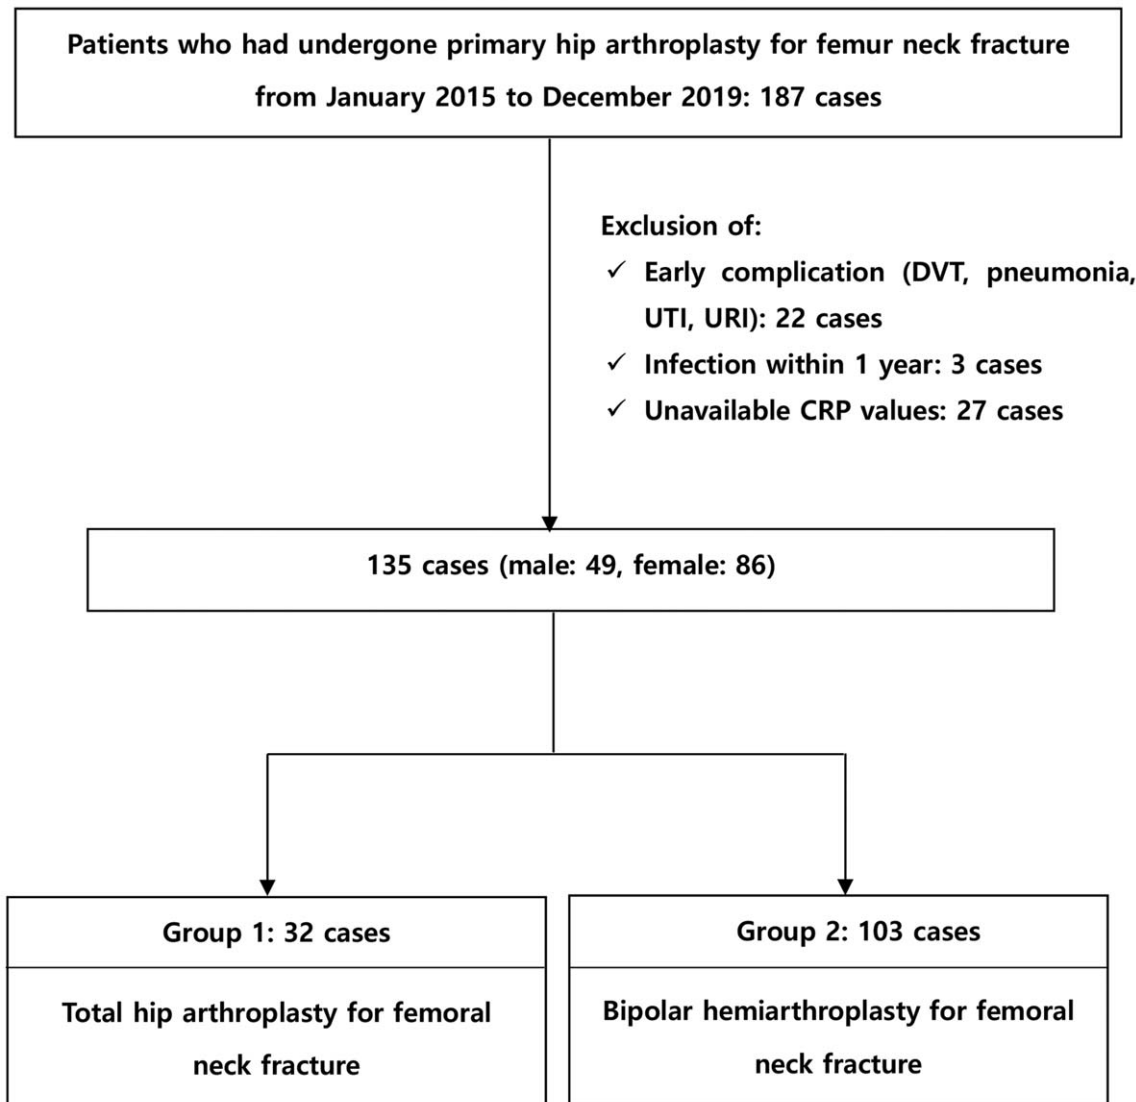 Patients who had undergone primary hip arthroplasty for femur neck fracture
from January 2015 to December 2019: 187 cases
Exclusion of:
✓ Early complication (DVT, pneumonia,
UTI, URI): 22 cases
✓ Infection within 1 year: 3 cases
✓ Unavailable CRP values: 27 cases
135 cases (male: 49, female: 86)
Group 1: 32 cases
Total hip arthroplasty for femoral
neck fracture
Group 2: 103 cases
Bipolar hemiarthroplasty for femoral
neck fracture